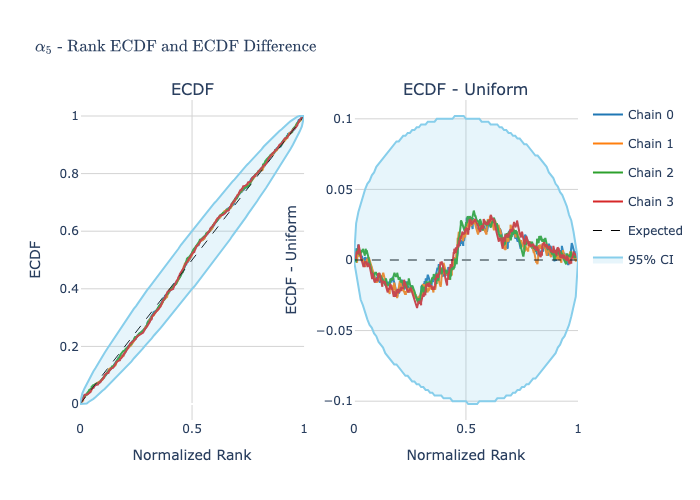 α₅ - Rank ECDF and ECDF Difference
ECDF
ECDF
1
0.8
0.6
0.4
0.2
0
0
0.5
1
Normalized Rank
ECDF - Uniform
ECDF - Uniform
0.1
0.05
0
−0.05
−0.1
0
0.5
1
Normalized Rank
Chain 0
Chain 1
Chain 2
Chain 3
Expected
95% CI